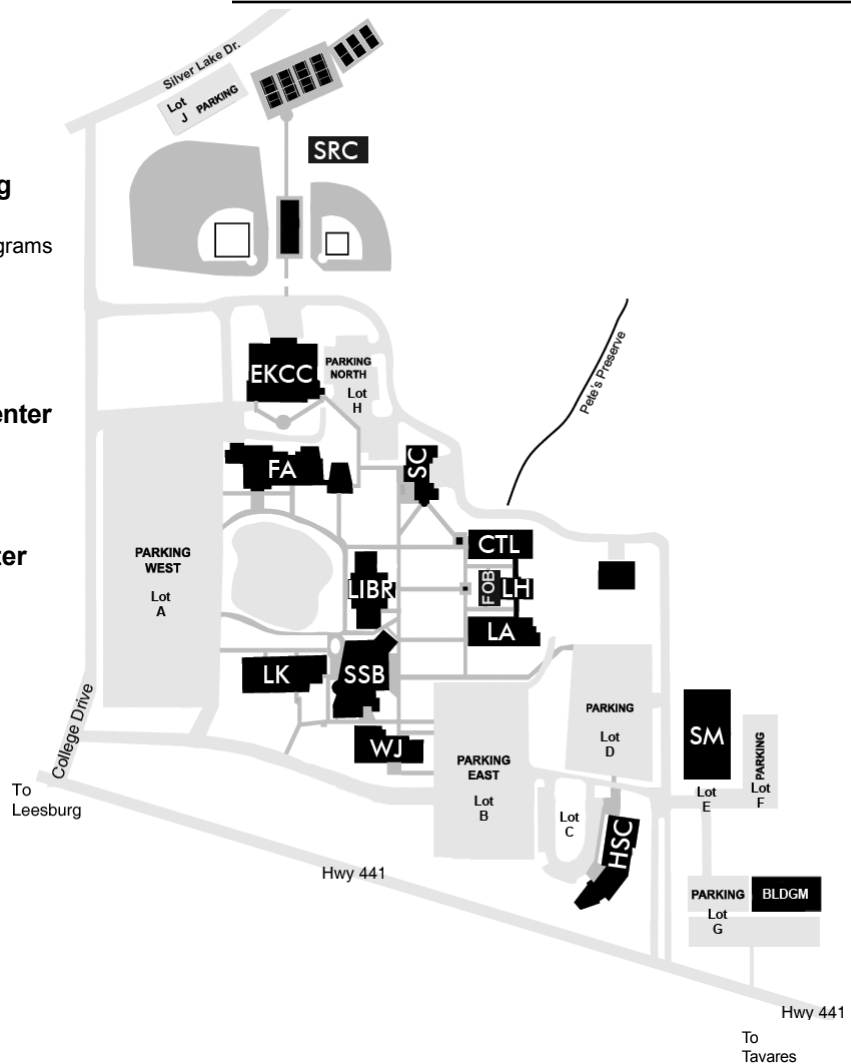 Silver Lake Dr.
Lot
J
PARKING
SRC
g
grams
EKCC
PARKING
NORTH
Lot
H
Pete's Preserve
enter
SC
FA
CTL
ter
PARKING
WEST
Lot
A
LIBR
FOB
LH
LA
LK
SSB
PARKING
Lot
D
SM
College Drive
WJ
PARKING
EAST
Lot
B
PARKING
Lot
F
Lot
E
To
Leesburg
Lot
C
HSC
Hwy 441
PARKING
BLDGM
Lot
G
Hwy 441
To
Tavares